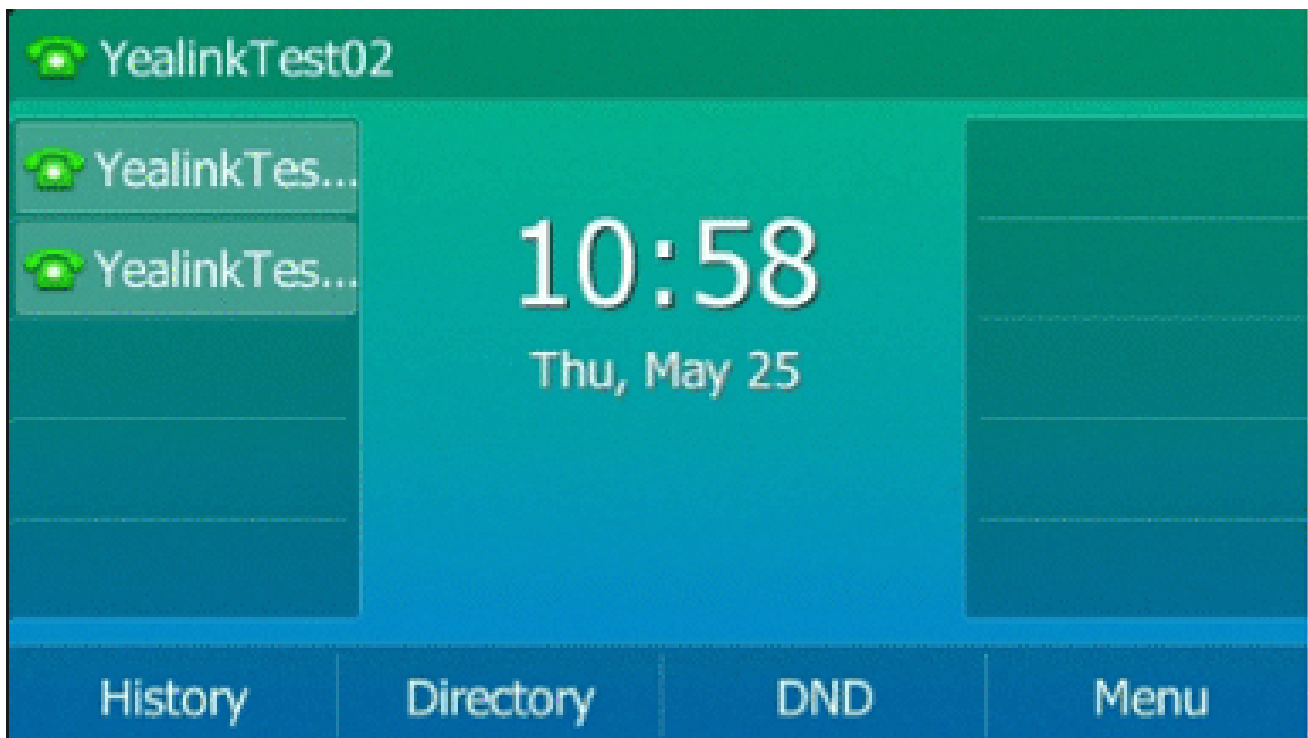 YealinkTest02
YealinkTes...
YealinkTes...
10:58
Thu, May 25
History
Directory
DND
Menu